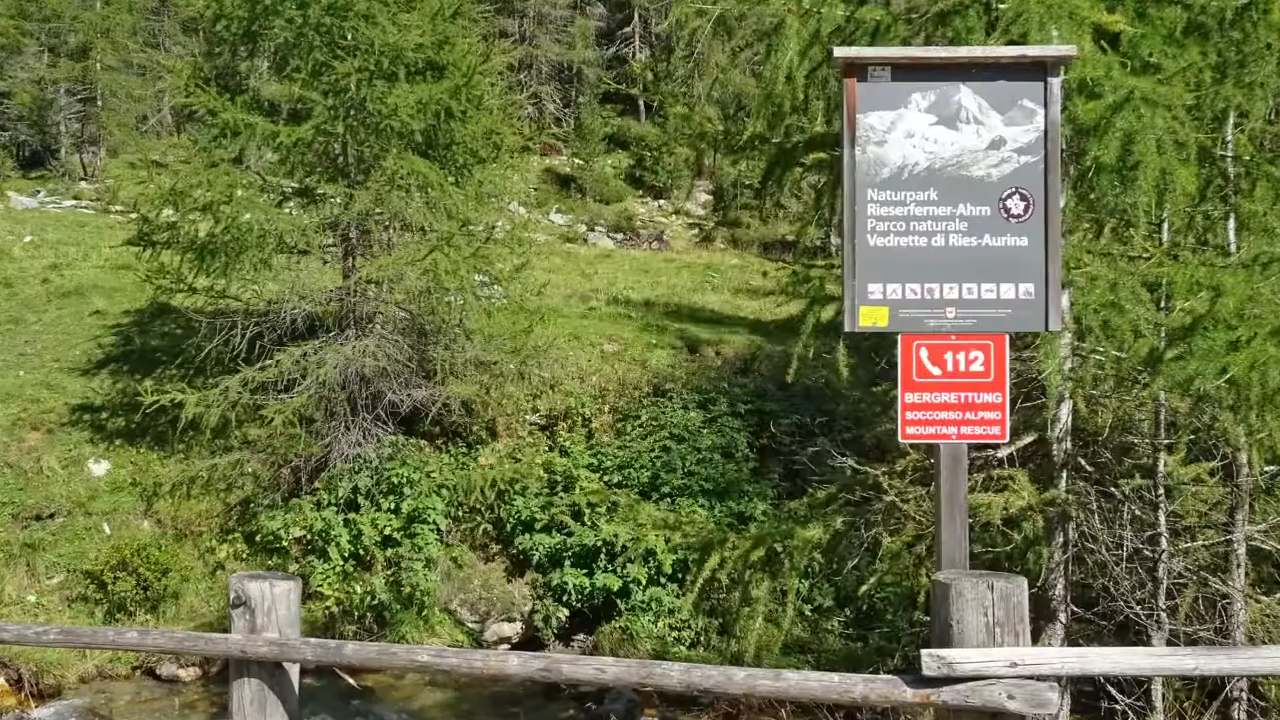 Naturpark
Rieserferner-Ahrn
Parco naturale
Vedrette di Ries-Aurina
112
BERGRETTUNG
SOCCORSO ALPINO
MOUNTAIN RESCUE